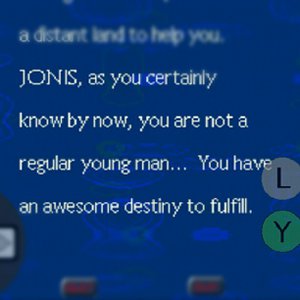 a distant land to help you.
JONIS, as you certainly
know by now, you are not a
regular young man... You have
an awesome destiny to fulfill.
L
Y